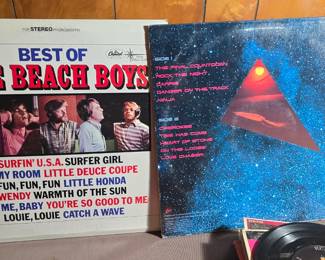 STEREO
BEST OF
Capitol
E BEACH BOYS
SURFIN' U.S.A. SURFER GIRL
MY ROOM LITTLE DEUCE COUPE
FUN, FUN, FUN LITTLE HONDA
WENDY WARMTH OF THE SUN
ME, BABY YOU'RE SO GOOD TO ME
LOUIE, LOUIE CATCH A WAVE
SIDE 1
THE FINAL COUNTDOWN
ROCK THE NIGHT
CARRIE
DANGER ON THE TRACK
NINJA
SIDE 2
CHEROKEE
TIME HAS COME
HEART OF STONE
ON THE LOOSE
LOVE CHASER